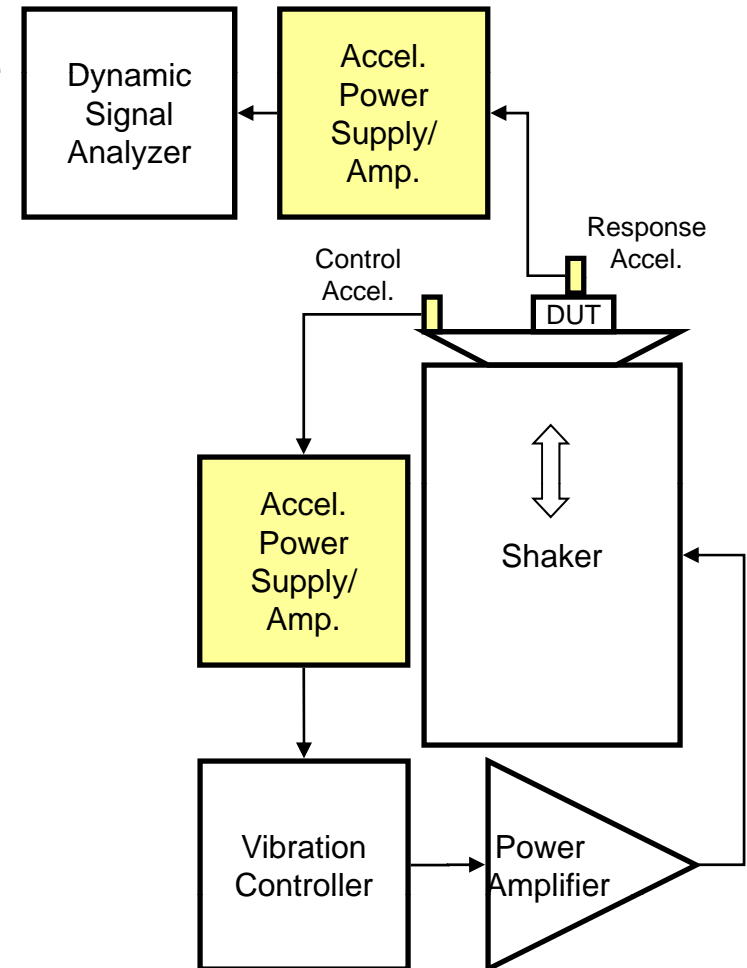 Dynamic
Signal
Analyzer
Accel.
Power
Supply/
Amp.
Response
Accel.
Control
Accel.
DUT
Accel.
Power
Supply/
Amp.
Shaker
Vibration
Controller
Power
Amplifier